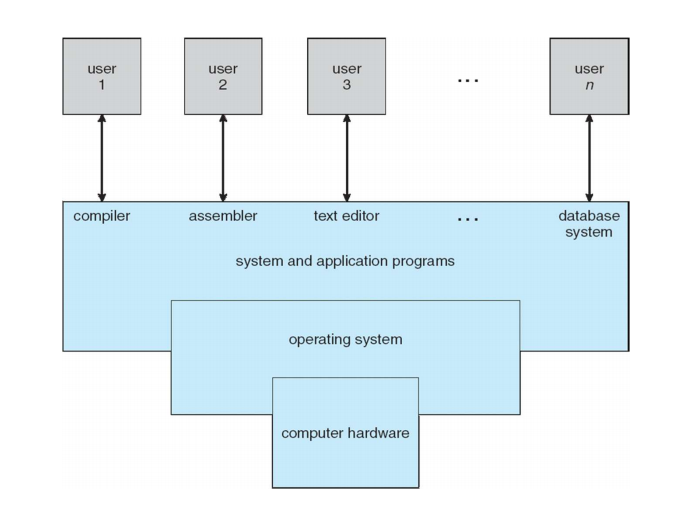 user
1
user
2
user
3
...
user
n
compiler
assembler
text editor
...
database
system
system and application programs
operating system
computer hardware